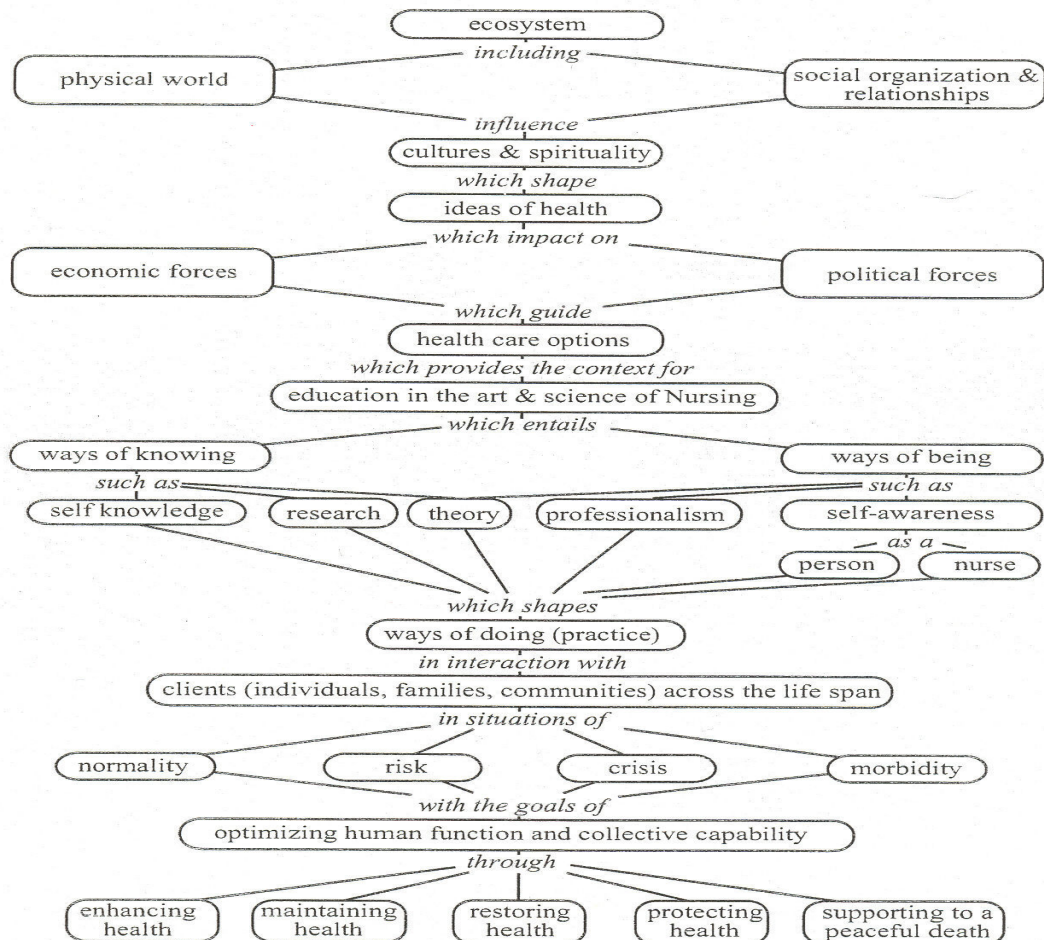 ecosystem
including
physical world
social organization &
relationships
influence
cultures & spirituality
which shape
ideas of health
which impact on
economic forces
political forces
which guide
health care options
which provides the context for
education in the art & science of Nursing
which entails
ways of knowing
ways of being
such as
such as
self knowledge
research
theory
professionalism
self-awareness
as a
person
nurse
which shapes
ways of doing (practice)
in interaction with
clients (individuals, families, communities) across the life span
in situations of
normality
risk
crisis
morbidity
with the goals of
optimizing human function and collective capability
through
enhancing
health
maintaining
health
restoring
health
protecting
health
supporting to a
peaceful death